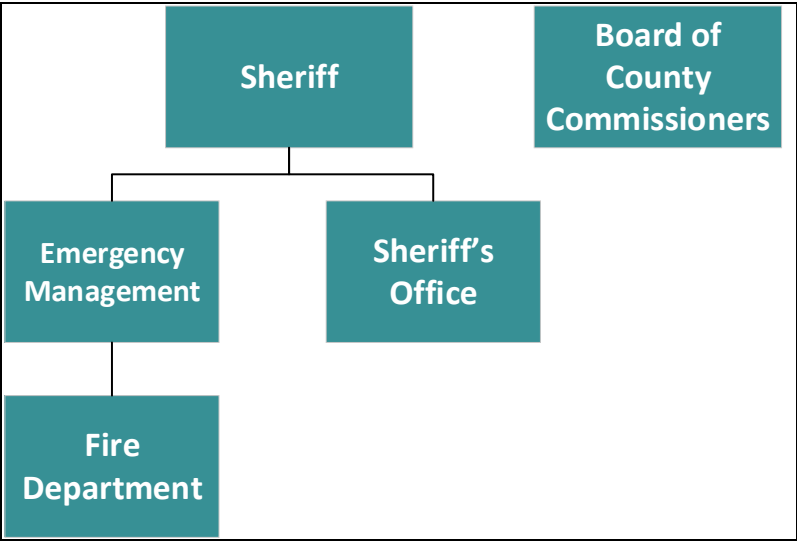 Sheriff
Board of
County
Commissioners
Emergency
Management
Sheriff’s
Office
Fire
Department